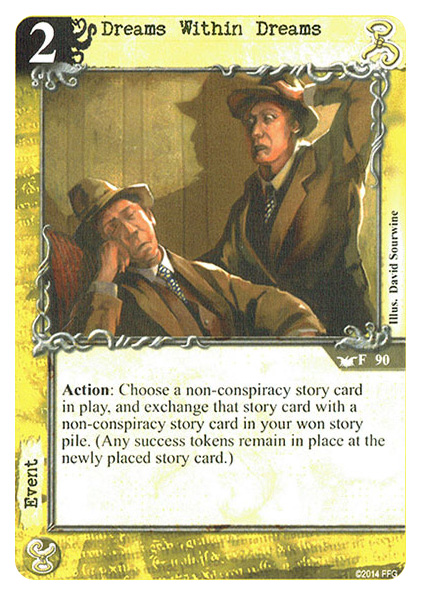 2
Dreams Within Dreams
Illus. David Sourwine
F 90
Action: Choose a non-conspiracy story card
in play, and exchange that story card with a
non-conspiracy story card in your won story
pile. (Any success tokens remain in place at the
newly placed story card.)
Event
©2014 FFG